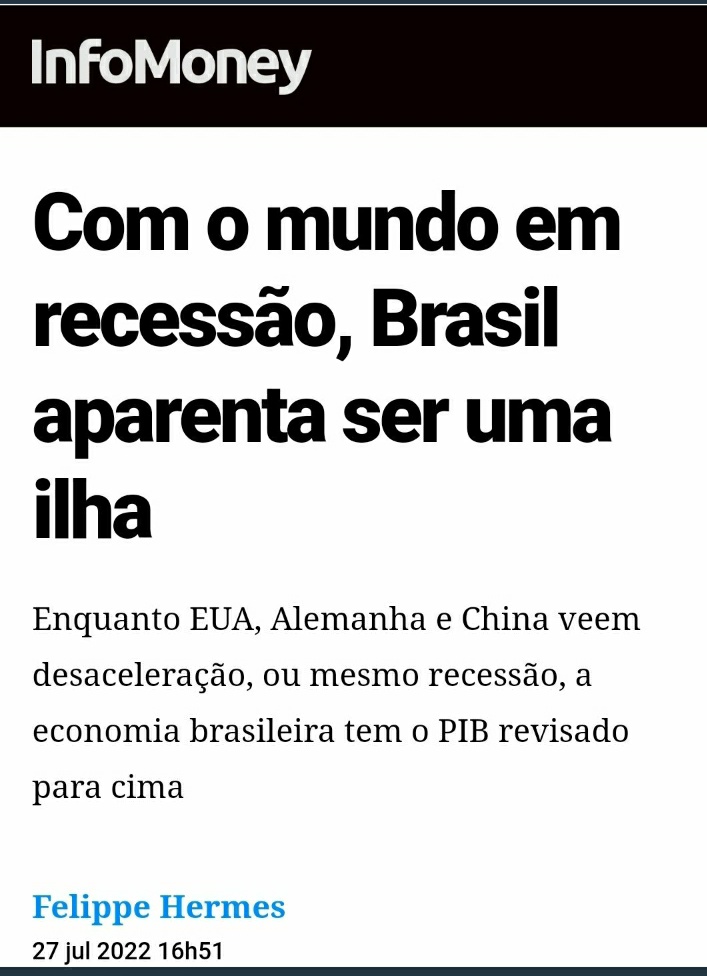 InfoMoney
Com o mundo em
recessão, Brasil
aparenta ser uma
ilha
Enquanto EUA, Alemanha e China veem
desaceleração, ou mesmo recessão, a
economia brasileira tem o PIB revisado
para cima
Felippe Hermes
27 jul 2022 16h51